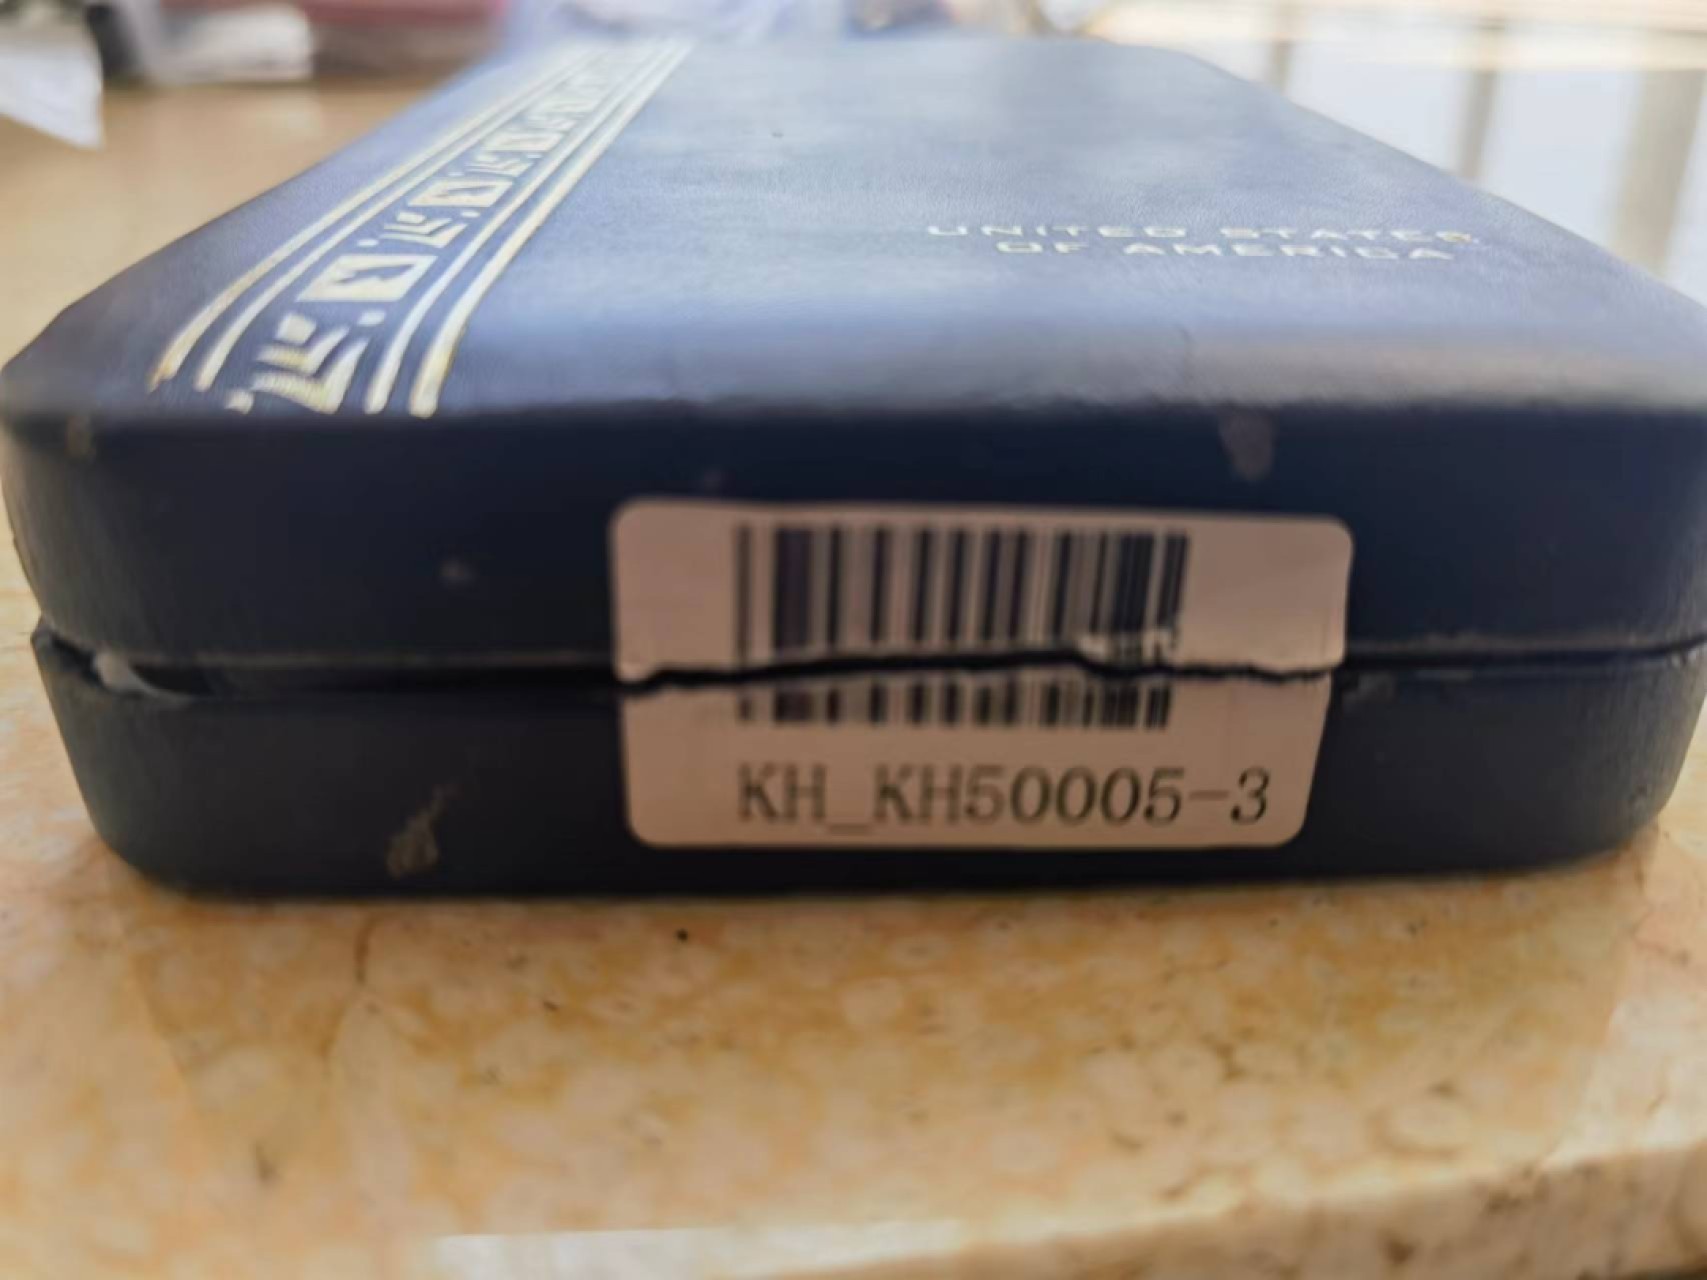 UNITED STATES
OF AMERICA
KH_KH50005-3